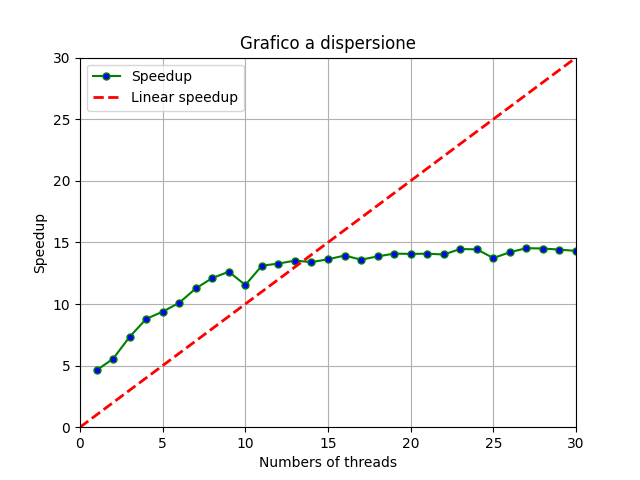 Grafico a dispersione
Speedup
Linear speedup
30
25
20
15
10
5
0
Speedup
0 5 10 15 20 25 30
Numbers of threads